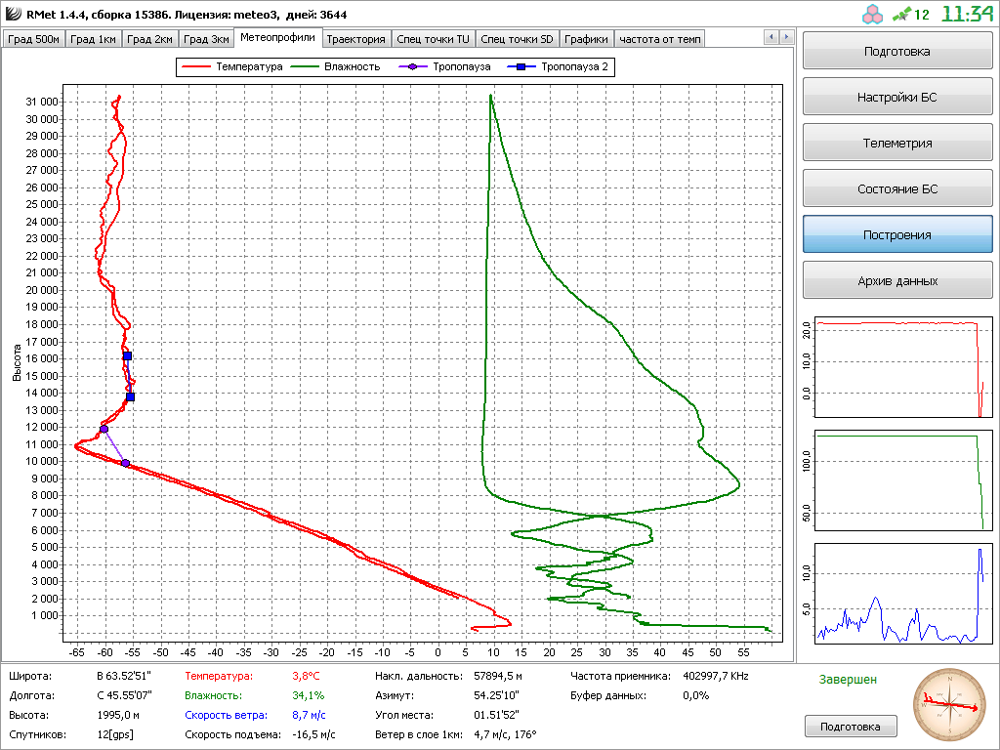 RMet 1.4.4, сборка 15386. Лицензия: meteo3, дней: 3644
12
11:34
Град 500м
Град 1км
Град 2км
Град 3км
Метеопрофили
Траектория
Спец точки TU
Спец точки SD
Графики
частота от темп
Температура
Влажность
Тропопауза
Тропопауза 2
31 000
30 000
29 000
28 000
27 000
26 000
25 000
24 000
23 000
22 000
21 000
20 000
19 000
18 000
17 000
16 000
15 000
14 000
13 000
12 000
11 000
10 000
9 000
8 000
7 000
6 000
5 000
4 000
3 000
2 000
1 000
Высота
-65 -60 -55 -50 -45 -40 -35 -30 -25 -20 -15 -10 -5 0 5 10 15 20 25 30 35 40 45 50 55
Подготовка
Настройки БС
Телеметрия
Состояние БС
Построения
Архив данных
20,0
10,0
0,0
100,0
50,0
10,0
5,0
Широта: В 63.52'51" Температура: 3,8°C Накл. дальность: 57894,5 м Частота приемника: 402997,7 KHz
Долгота: С 45.55'07" Влажность: 34,1% Азимут: 54.25'10" Буфер данных: 0,0%
Высота: 1995,0 м Скорость ветра: 8,7 м/с Угол места: 01.51'52"
Спутников: 12[gps] Скорость подъема: -16,5 м/с Ветер в слое 1км: 4,7 м/с, 176°
Завершен
Подготовка
N
W
E
S